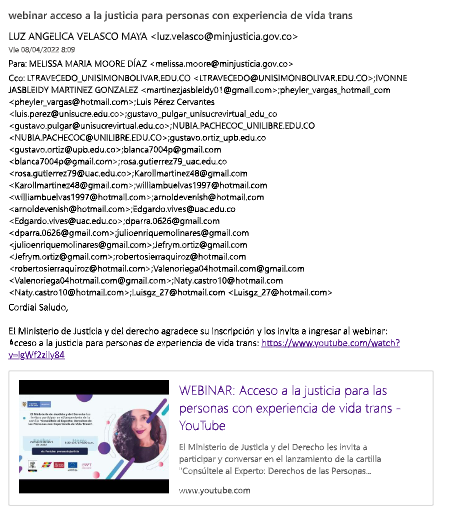 webinar acceso a la justicia para personas con experiencia de vida trans
LUZ ANGELICA VELASCO MAYA <luz.velasco@minjusticia.gov.co>
Vie 08/04/2022 8:09
Para: MELISSA MARIA MOORE DÍAZ <melissa.moore@minjusticia.gov.co>
Cco: LTRAVECEDO_UNISIMONBOLIVAR.EDU.CO <LTRAVECEDO@UNISIMONBOLIVAR.EDU.CO>;IVONNE
JASBLEIDY MARTINEZ GONZALEZ <martinezjasbleidy01@gmail.com>;pheyler_vargas_hotmail_com
<pheyler_vargas@hotmail.com>;Luis Pérez Cervantes
<luis.perez@unisucre.edu.co>;gustavo_pulgar_unisucrevirtual_edu_co
<gustavo_pulgar@unisucrevirtual.edu.co>;NUBIA.PACHECOC_UNILIBRE.EDU.CO
<NUBIA.PACHECOC@UNILIBRE.EDU.CO>;gustavo.ortiz_upb.edu.co
<gustavo.ortiz@upb.edu.co>;blanca7004p@gmail.com
<blanca7004p@gmail.com>;rosa.gutierrez79_uac.edu.co
<rosa.gutierrez79@uac.edu.co>;Karollmartinez48@gmail.com
<Karollmartinez48@gmail.com>;williambuelvas1997@hotmail.com
<williambuelvas1997@hotmail.com>;arnoldevenish@hotmail.com
<arnoldevenish@hotmail.com>;Edgardo.vives@uac.edu.co
<Edgardo.vives@uac.edu.co>;dparra.0626@gmail.com
<dparra.0626@gmail.com>;julioenriquemolinares@gmail.com
<julioenriquemolinares@gmail.com>;Jefrym.ortiz@gmail.com
<Jefrym.ortiz@gmail.com>;robertosierraquiroz@hotmail.com
<robertosierraquiroz@hotmail.com>;Valenoriega04hotmail.com@gmail.com
<Valenoriega04hotmail.com@gmail.com>;Naty.castro10@hotmail.com
<Naty.castro10@hotmail.com>;Luisgz_27@hotmail.com <Luisgz_27@hotmail.com>
Cordial Saludo,
El Ministerio de Justicia y del derecho agradece su inscripción y los invita a ingresar al webinar:
Acceso a la justicia para personas de experiencia de vida trans: https://www.youtube.com/watch?
WEBINAR: Acceso a la justicia para las
personas con experiencia de vida trans -
YouTube
El Ministerio de Justicia y del Derecho les invita a
participar y conversar en el lanzamiento de la cartilla
"Consúltele al Experto: Derechos de las Personas...
www.youtube.com